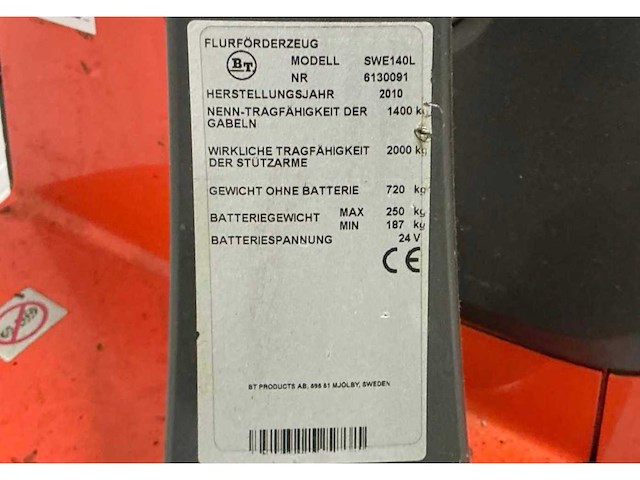 FLURFÖRDERZEUG
BT MODELL SWE140L
NR 6130091
HERSTELLUNGSJAHR 2010
NENN-TRAGFÄHIGKEIT DER GABELN 1400 kg
WIRKLICHE TRAGFÄHIGKEIT DER STÜTZARME 2000 kg
GEWICHT OHNE BATTERIE 720 kg
BATTERIEGEWICHT MAX 250 kg
MIN 187 kg
BATTERIESPANNUNG 24 V
CE
BT PRODUCTS AB, 595 81 MJÖLBY, SWEDEN